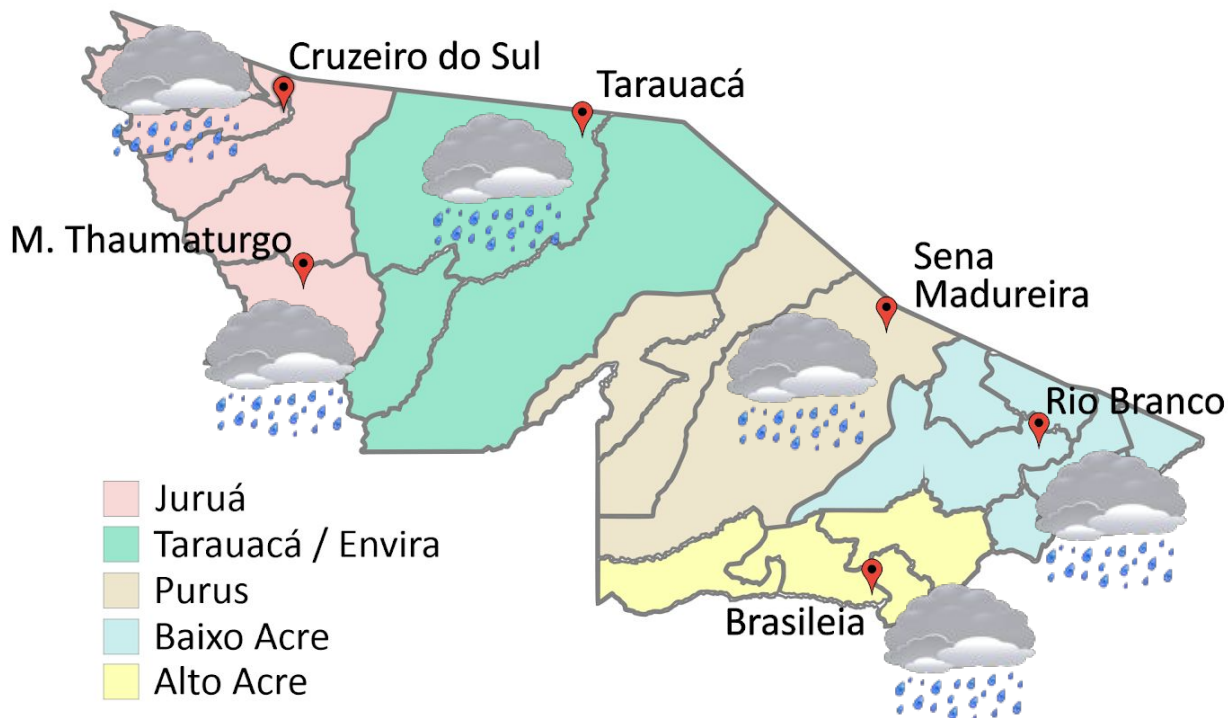 Cruzeiro do Sul
Tarauacá
M. Thaumaturgo
Sena
Madureira
Rio Branco
Brasileia
Juruá
Tarauacá / Envira
Purus
Baixo Acre
Alto Acre